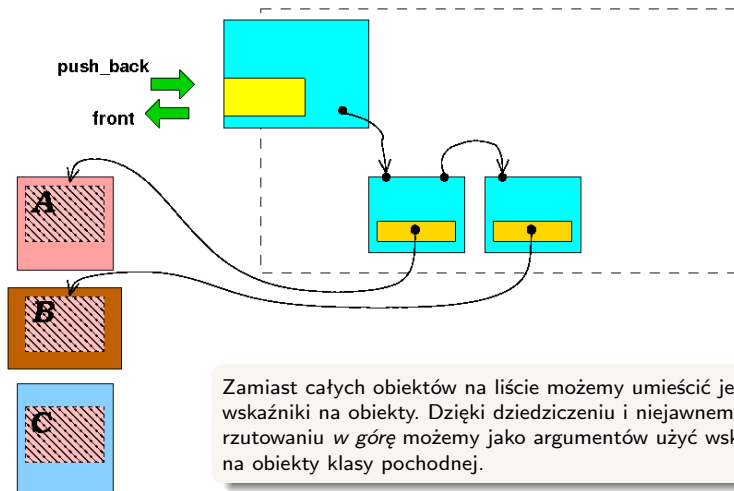 push_back
front
A
B
C
Zamiast całych obiektów na liście możemy umieścić je
wskaźniki na obiekty. Dzięki dziedziczeniu i niejawnem
rzutowaniu w górę możemy jako argumentów użyć wsk
na obiekty klasy pochodnej.